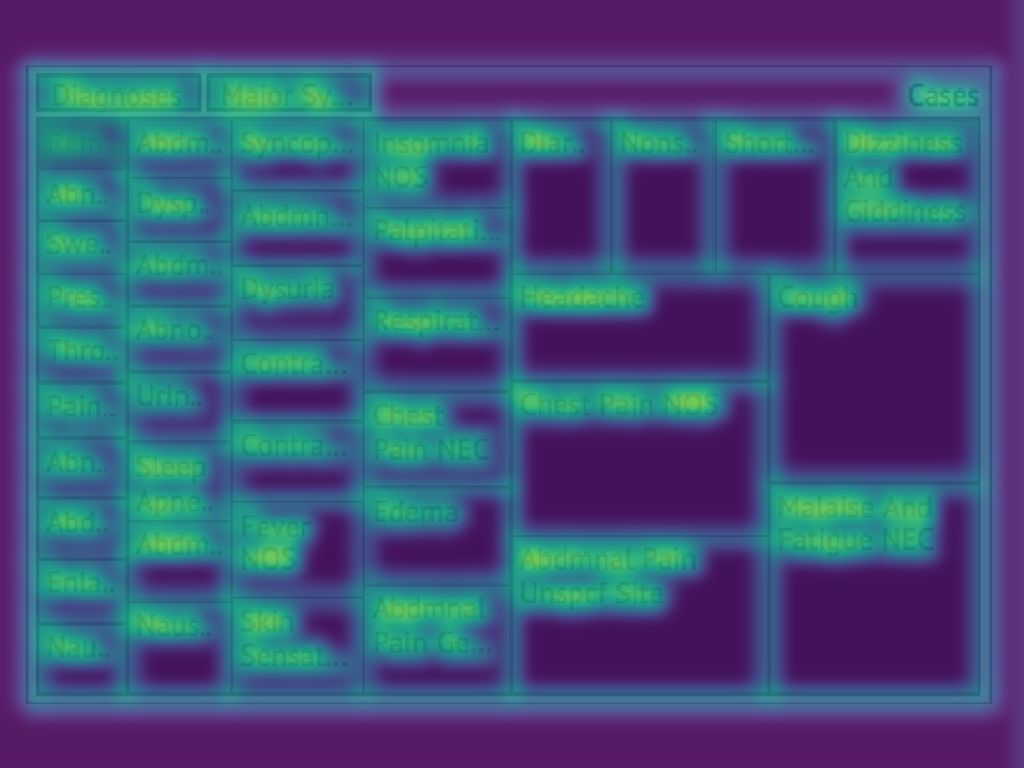 Diagnoses
Major Sy...
Cases
Abn..
Swe..
Pres..
Thro..
Pain..
Abn..
Abd..
Enla..
Nau..
Abdm..
Dysp..
Abdm..
Abno..
Urin..
Sleep
Apne..
Abdm..
Naus..
Syncop...
Abdmn...
Dysuria
Contra...
Contra...
Fever
NOS
Skin
Sensat...
Insomnia
NOS
Palpitati...
Respirat...
Chest
Pain NEC
Edema
Abdmnal
Pain Ge...
Diar..
Nons..
Short...
Dizziness
And
Giddiness
Headache
Cough
Chest Pain NOS
Malaise And
Fatigue NEC
Abdmnal Pain
Unspcf Site